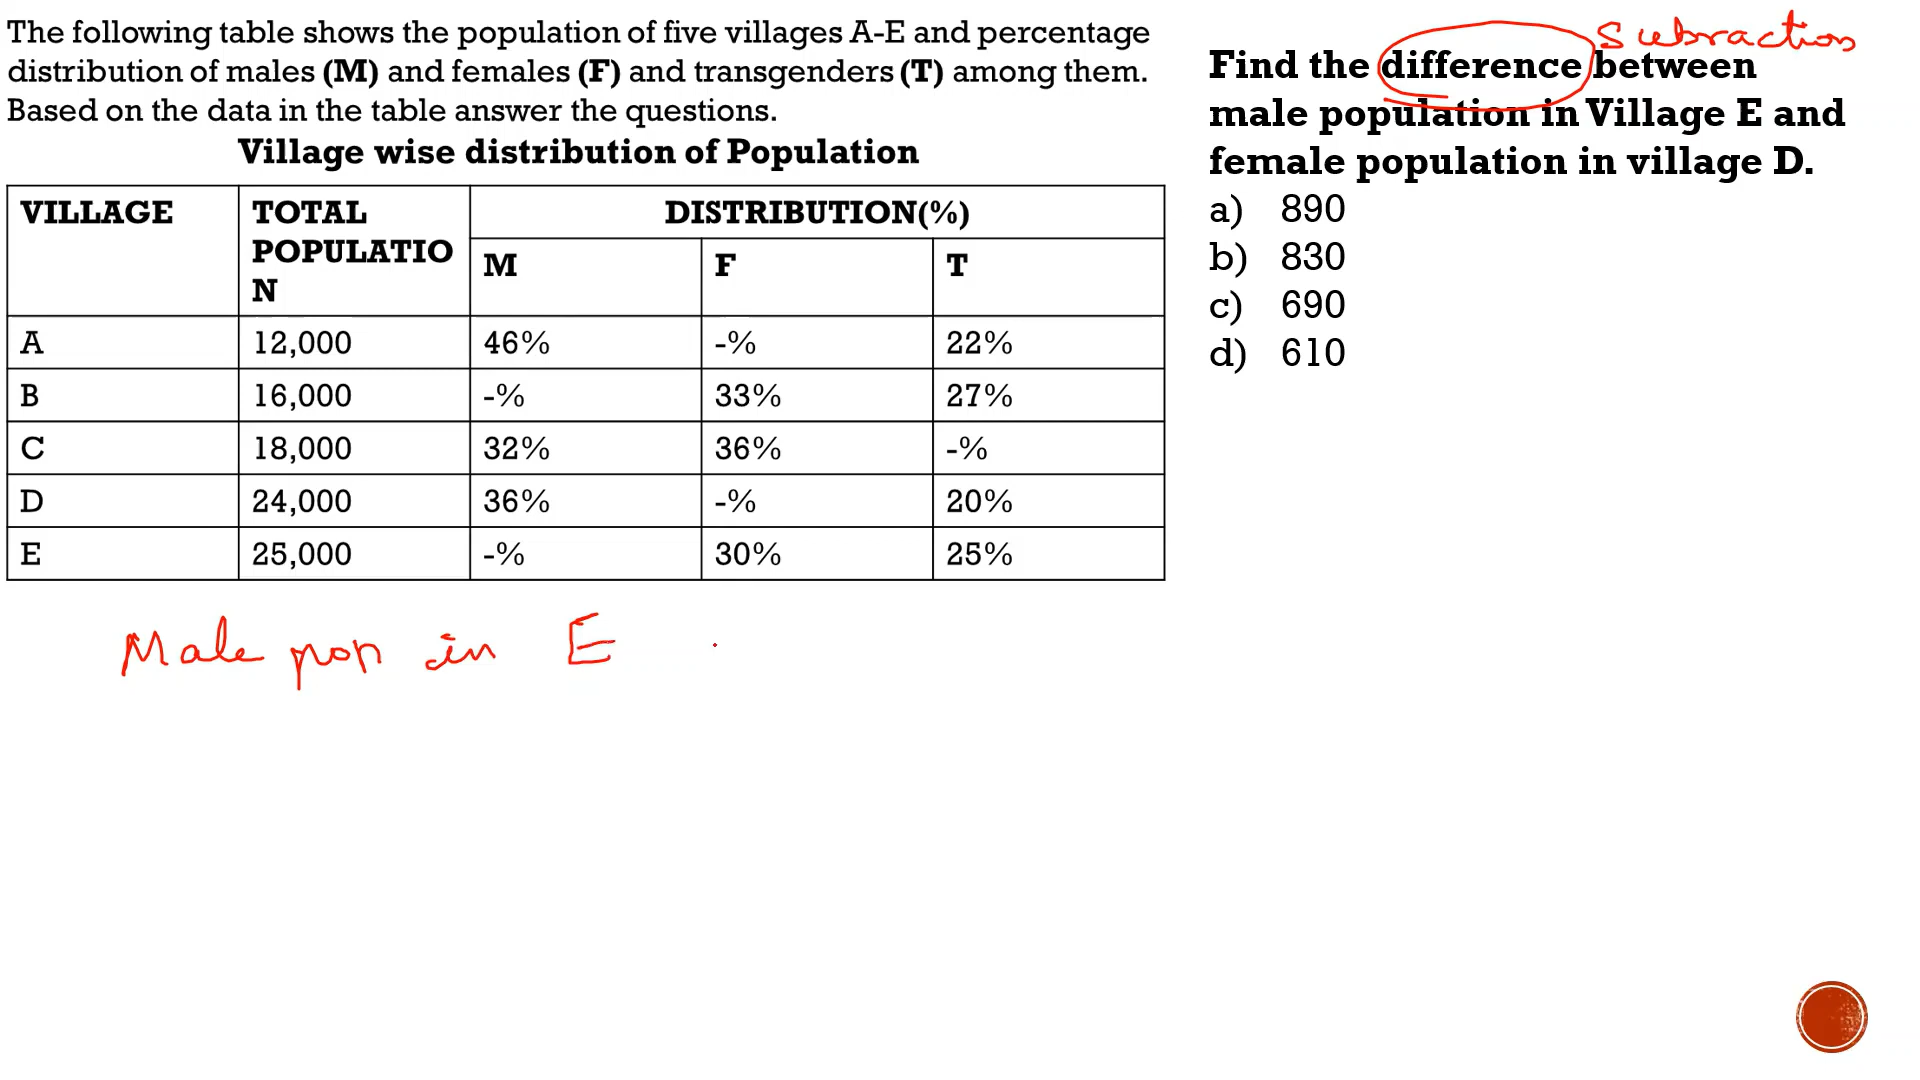 The following table shows the population of five villages A-E and percentage
distribution of males (M) and females (F) and transgenders (T) among them.
Based on the data in the table answer the questions.
Village wise distribution of Population
VILLAGE TOTAL POPULATIO N DISTRIBUTION(%)
M F T
A 12,000 46% -% 22%
B 16,000 -% 33% 27%
C 18,000 32% 36% -%
D 24,000 36% -% 20%
E 25,000 -% 30% 25%
Male pop in E
Subraction
Find the difference between
male population in Village E and
female population in village D.
a) 890
b) 830
c) 690
d) 610